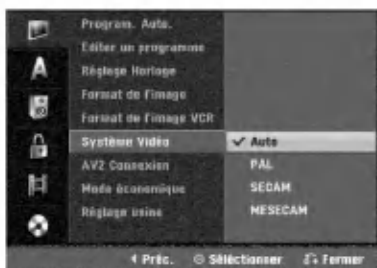 Program. Auto.
Editer un programme
Réglage Horloge
Format de l'image
Format de l'image VCR
Système Vidéo
✓ Auto
AV2 Connexion
PAL
Mode économique
SECAM
Réglage usine
MESECAM
Préc.
Séléctionner
Fermer